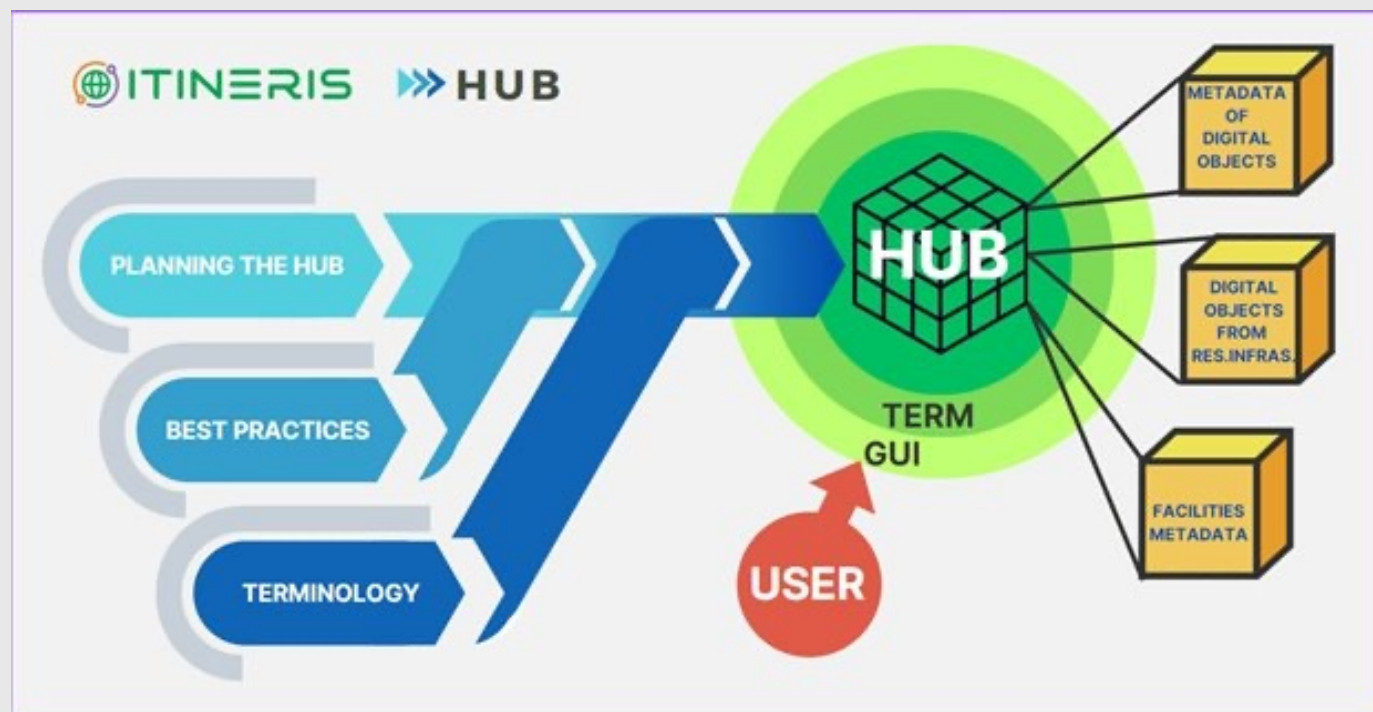 ITINERIS HUB
PLANNING THE HUB
BEST PRACTICES
TERMINOLOGY
HUB
TERM
GUI
USER
METADATA
OF
DIGITAL
OBJECTS
DIGITAL
OBJECTS
FROM
RES.INFRAS.
FACILITIES
METADATA